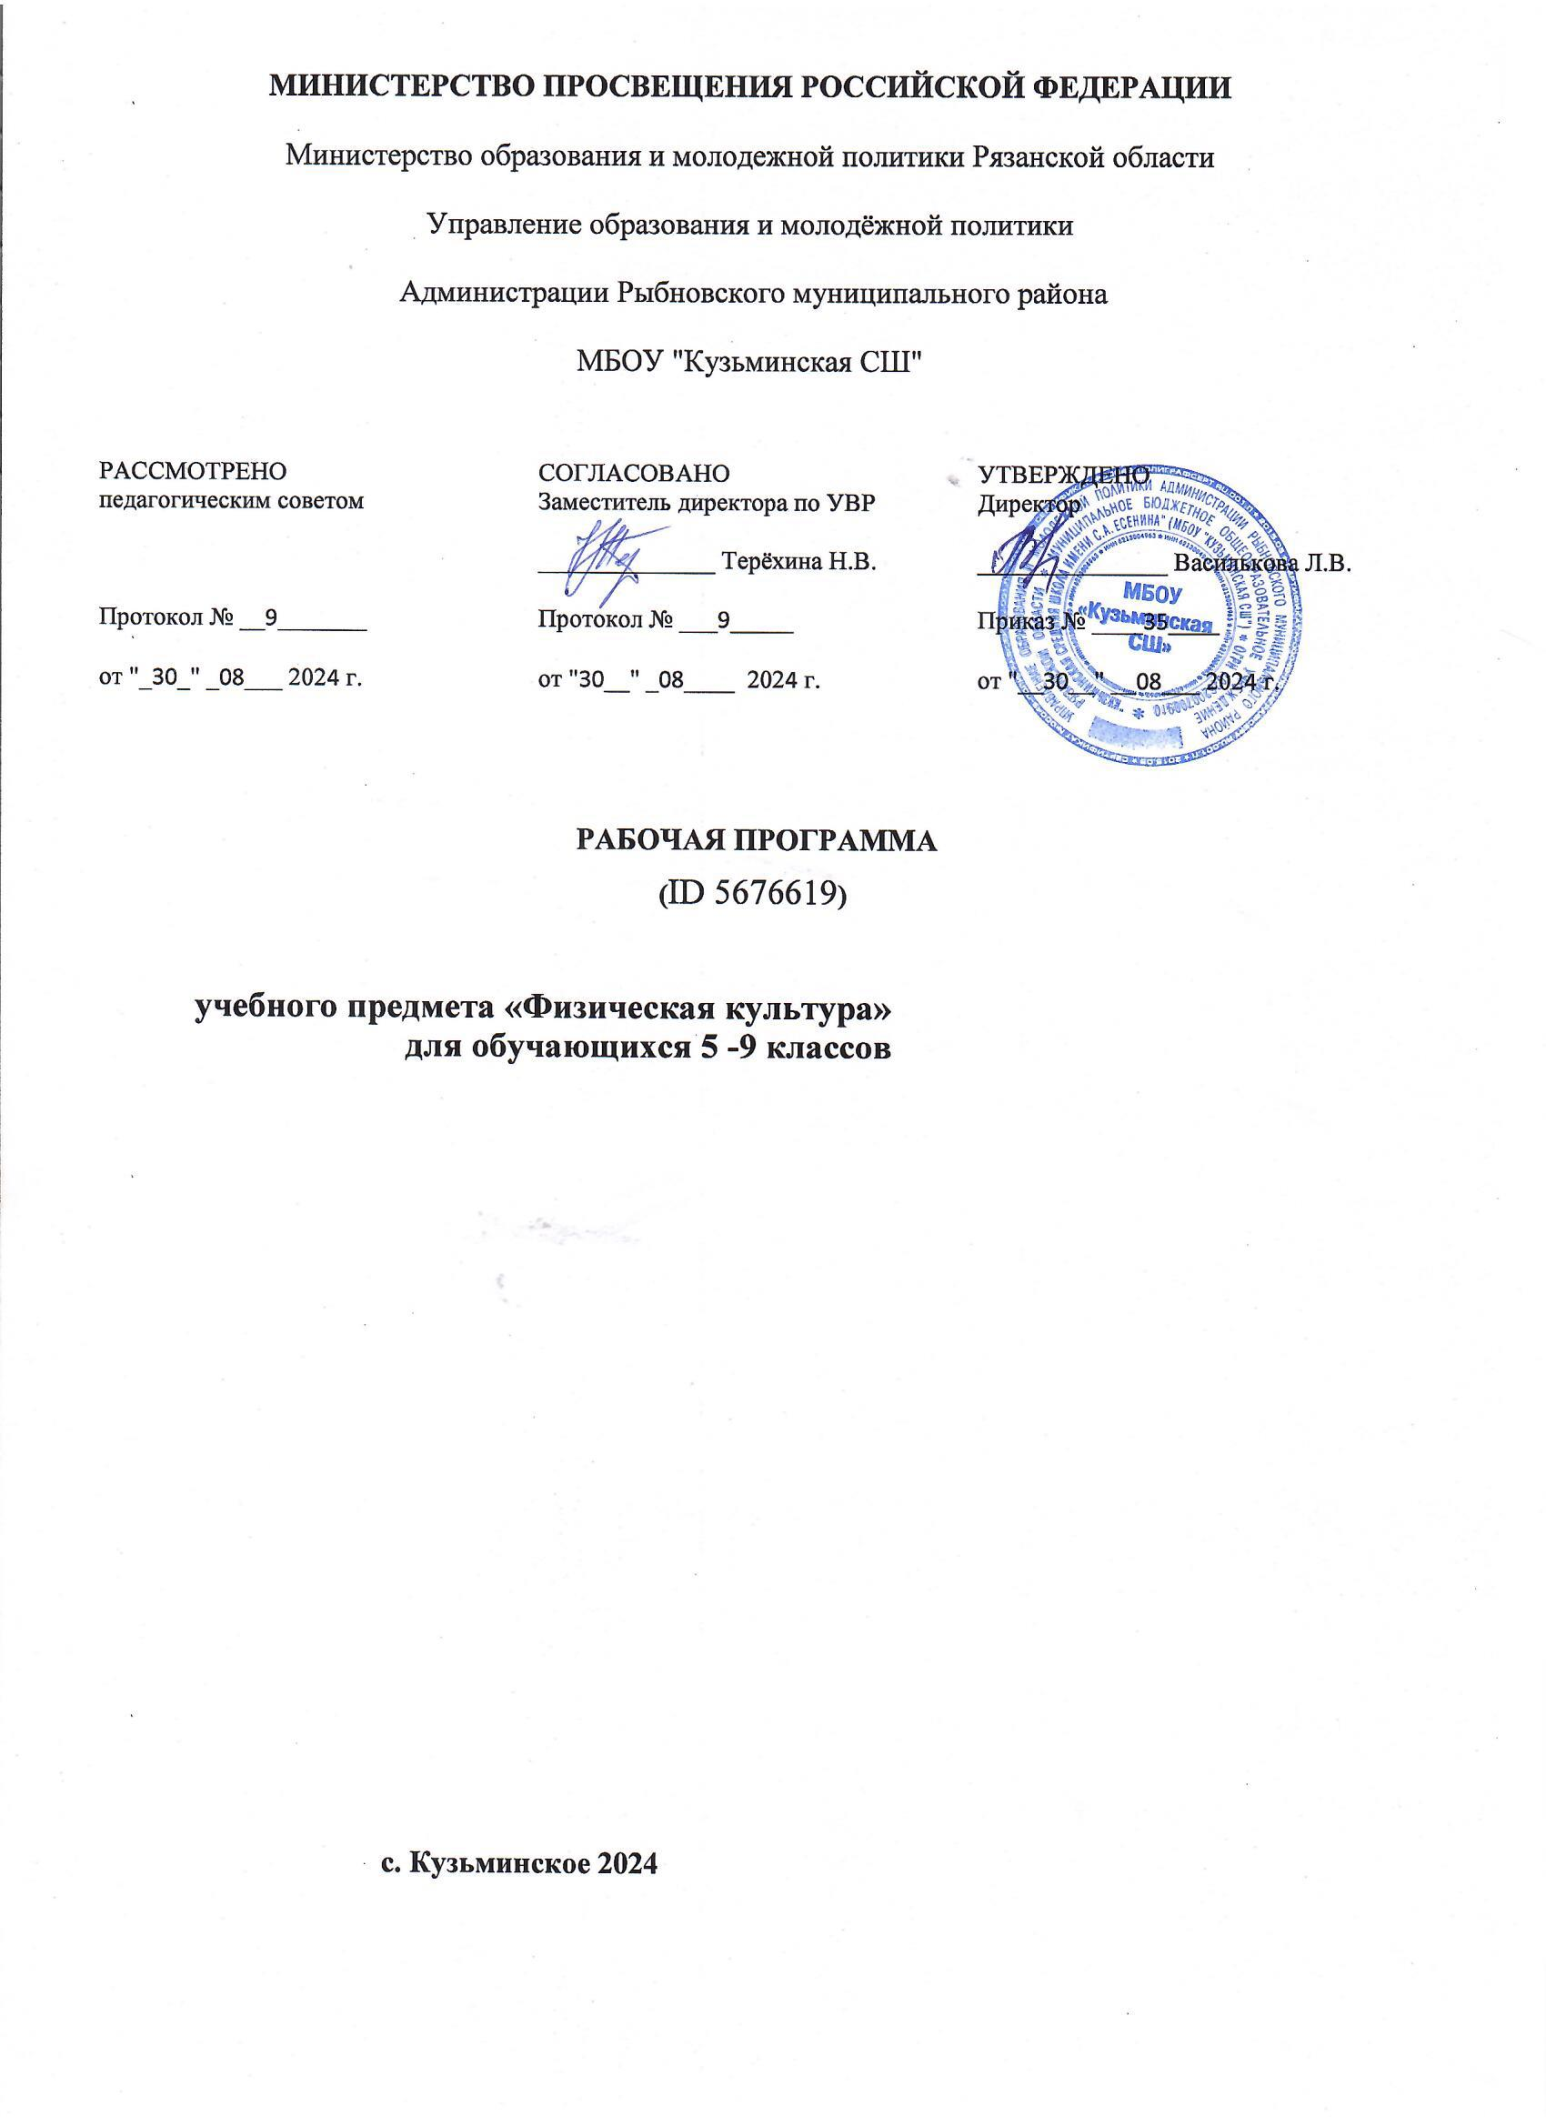 МИНИСТЕРСТВО ПРОСВЕЩЕНИЯ РОССИЙСКОЙ ФЕДЕРАЦИИ
Министерство образования и молодежной политики Рязанской области
Управление образования и молодёжной политики
Администрации Рыбновского муниципального района
МБОУ "Кузьминская СШ"
РАССМОТРЕНО
педагогическим советом
Протокол № __9_______
от "_30_" _08___ 2024 г.
СОГЛАСОВАНО
Заместитель директора по УВР
______________ Терёхина Н.В.
Протокол № ___9_____
от "30__" _08____ 2024 г.
УТВЕРЖДЕНО
Директор
_______________ Василькова Л.В.
Приказ № ____35____
от "__30__" __08___ 2024 г.
МБОУ
«Кузьминская
СШ»
РАБОЧАЯ ПРОГРАММА
(ID 5676619)
учебного предмета «Физическая культура»
для обучающихся 5 -9 классов
с. Кузьминское 2024